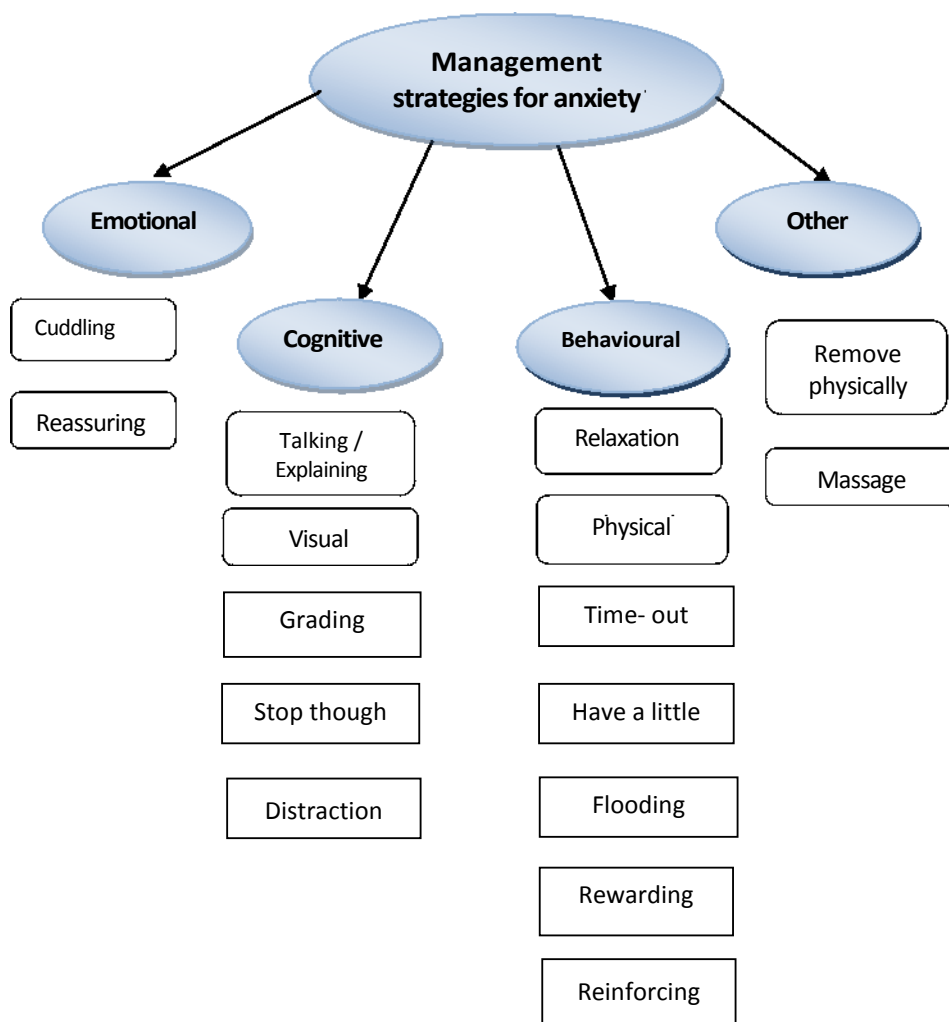 Management
strategies for anxiety
Emotional
Other
Cuddling
Reassuring
Cognitive
Talking /
Explaining
Visual
Grading
Stop though
Distraction
Behavioural
Relaxation
Physical
Time- out
Have a little
Flooding
Rewarding
Reinforcing
Remove
physically
Massage